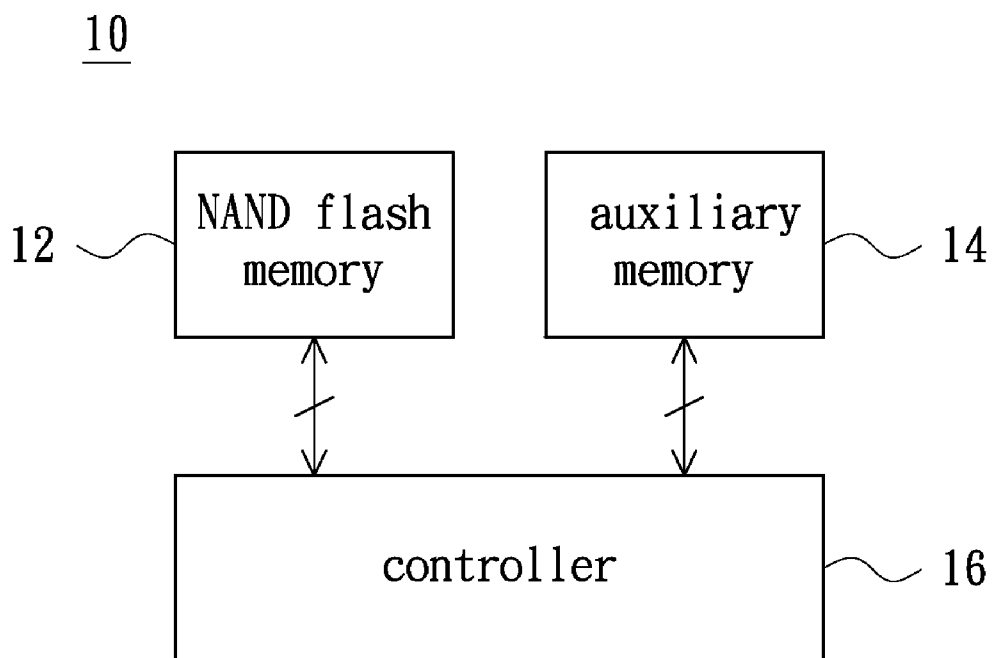 10
NAND flash
memory
auxiliary
memory
12
14
controller
16